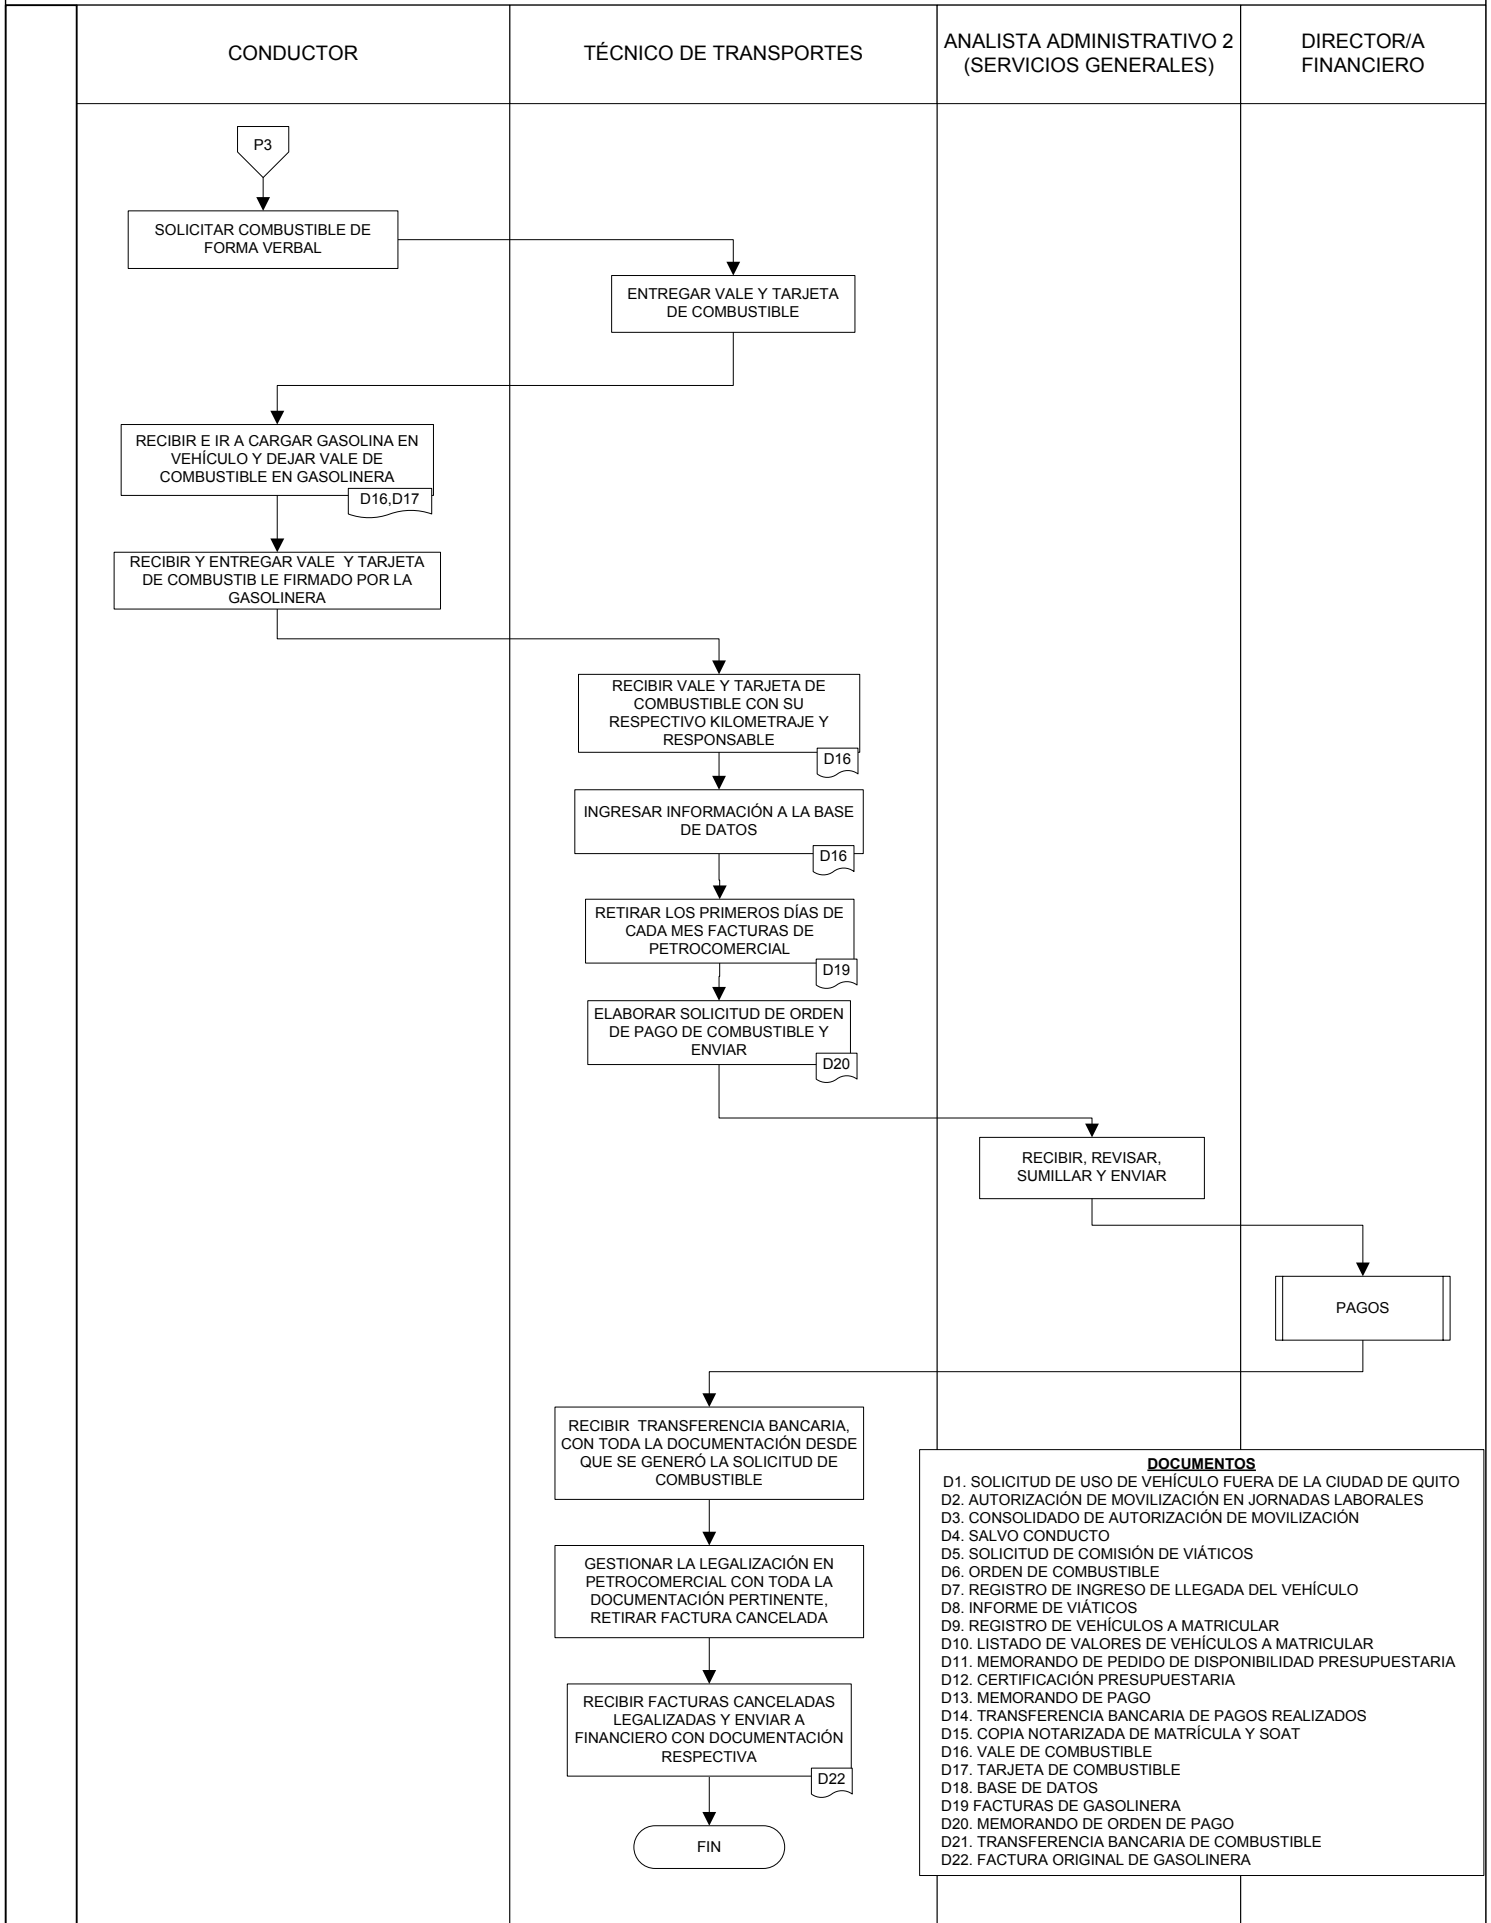 CONDUCTOR
TÉCNICO DE TRANSPORTES
ANALISTA ADMINISTRATIVO 2
(SERVICIOS GENERALES)
DIRECTOR/A
FINANCIERO
P3
SOLICITAR COMBUSTIBLE DE
FORMA VERBAL
ENTREGAR VALE Y TARJETA
DE COMBUSTIBLE
RECIBIR E IR A CARGAR GASOLINA EN
VEHÍCULO Y DEJAR VALE DE
COMBUSTIBLE EN GASOLINERA
D16,D17
RECIBIR Y ENTREGAR VALE Y TARJETA
DE COMBUSTIB LE FIRMADO POR LA
GASOLINERA
RECIBIR VALE Y TARJETA DE
COMBUSTIBLE CON SU
RESPECTIVO KILOMETRAJE Y
RESPONSABLE
D16
INGRESAR INFORMACIÓN A LA BASE
DE DATOS
D16
RETIRAR LOS PRIMEROS DÍAS DE
CADA MES FACTURAS DE
PETROCOMERCIAL
D19
ELABORAR SOLICITUD DE ORDEN
DE PAGO DE COMBUSTIBLE Y
ENVIAR
D20
RECIBIR, REVISAR,
SUMILLAR Y ENVIAR
PAGOS
RECIBIR TRANSFERENCIA BANCARIA,
CON TODA LA DOCUMENTACIÓN DESDE
QUE SE GENERÓ LA SOLICITUD DE
COMBUSTIBLE
GESTIONAR LA LEGALIZACIÓN EN
PETROCOMERCIAL CON TODA LA
DOCUMENTACIÓN PERTINENTE,
RETIRAR FACTURA CANCELADA
RECIBIR FACTURAS CANCELADAS
LEGALIZADAS Y ENVIAR A
FINANCIERO CON DOCUMENTACIÓN
RESPECTIVA
D22
FIN
DOCUMENTOS
D1. SOLICITUD DE USO DE VEHÍCULO FUERA DE LA CIUDAD DE QUITO
D2. AUTORIZACIÓN DE MOVILIZACIÓN EN JORNADAS LABORALES
D3. CONSOLIDADO DE AUTORIZACIÓN DE MOVILIZACIÓN
D4. SALVO CONDUCTO
D5. SOLICITUD DE COMISIÓN DE VIÁTICOS
D6. ORDEN DE COMBUSTIBLE
D7. REGISTRO DE INGRESO DE LLEGADA DEL VEHÍCULO
D8. INFORME DE VIÁTICOS
D9. REGISTRO DE VEHÍCULOS A MATRICULAR
D10. LISTADO DE VALORES DE VEHÍCULOS A MATRICULAR
D11. MEMORANDO DE PEDIDO DE DISPONIBILIDAD PRESUPUESTARIA
D12. CERTIFICACIÓN PRESUPUESTARIA
D13. MEMORANDO DE PAGO
D14. TRANSFERENCIA BANCARIA DE PAGOS REALIZADOS
D15. COPIA NOTARIZADA DE MATRÍCULA Y SOAT
D16. VALE DE COMBUSTIBLE
D17. TARJETA DE COMBUSTIBLE
D18. BASE DE DATOS
D19 FACTURAS DE GASOLINERA
D20. MEMORANDO DE ORDEN DE PAGO
D21. TRANSFERENCIA BANCARIA DE COMBUSTIBLE
D22. FACTURA ORIGINAL DE GASOLINERA